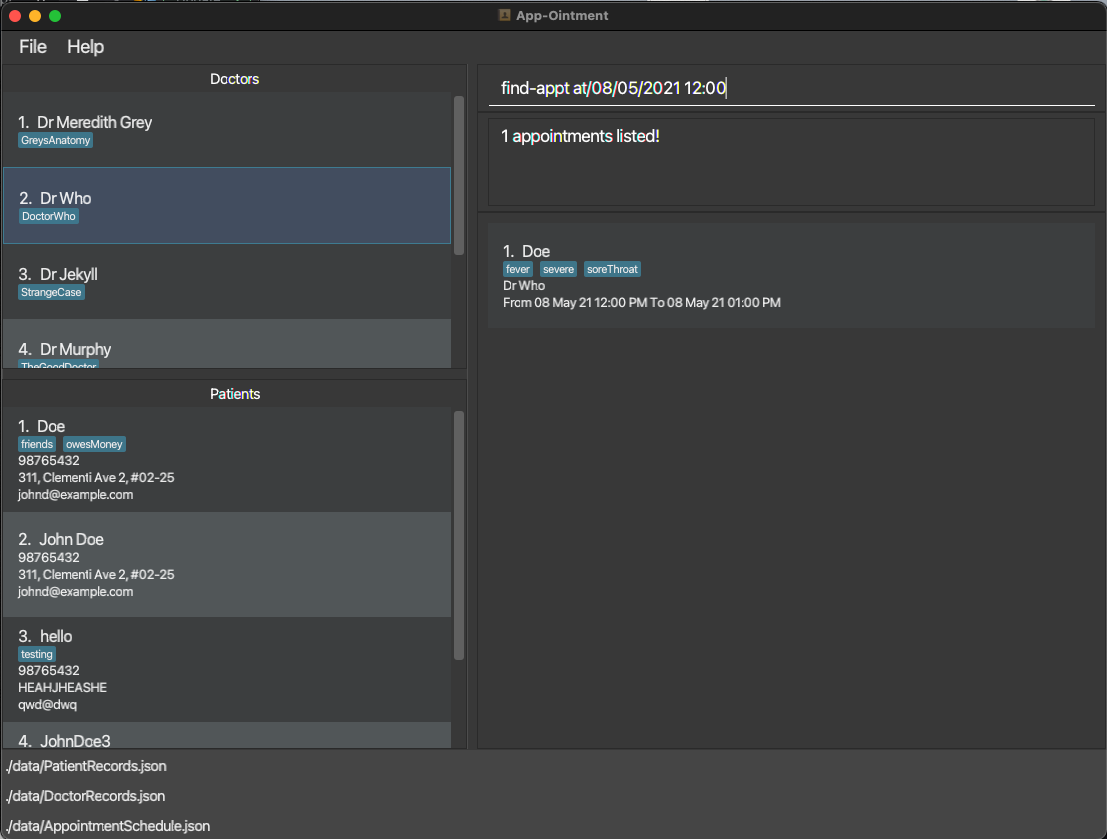 App-Ointment
File Help
Doctors
1. Dr Meredith Grey
GreysAnatomy
2. Dr Who
DoctorWho
3. Dr Jekyll
StrangeCase
4. Dr Murphy
TheGoodDoctor
Patients
1. Doe
friends owesMoney
98765432
311, Clementi Ave 2, #02-25
johnd@example.com
2. John Doe
98765432
311, Clementi Ave 2, #02-25
johnd@example.com
3. hello
testing
98765432
HEAHJHEASHE
qwd@dwq
4. JohnDoe3
find-appt at/08/05/2021 12:00
1 appointments listed!
1. Doe
fever severe soreThroat
Dr Who
From 08 May 21 12:00 PM To 08 May 21 01:00 PM
./data/PatientRecords.json
./data/DoctorRecords.json
./data/AppointmentSchedule.json